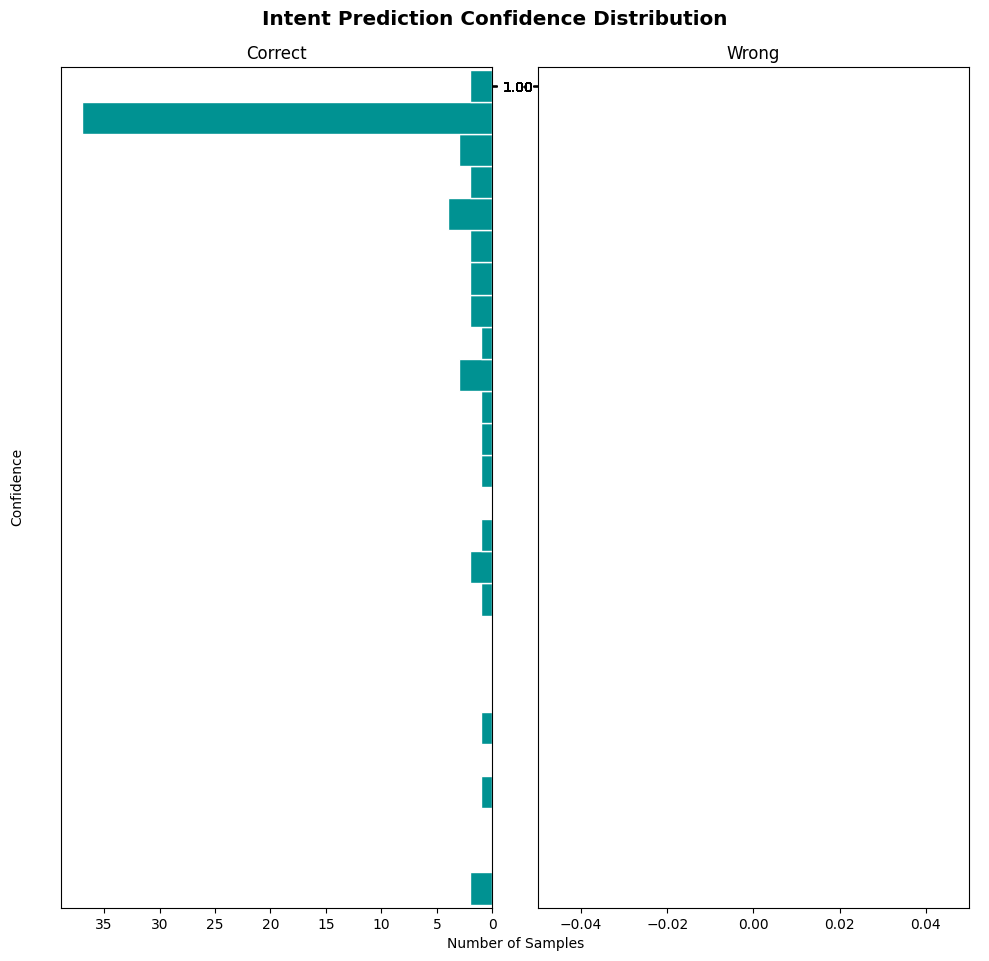 Intent Prediction Confidence Distribution
Correct
Wrong
1.00
Confidence
35 30 25 20 15 10 5 0
−0.04 −0.02 0.00 0.02 0.04
Number of Samples